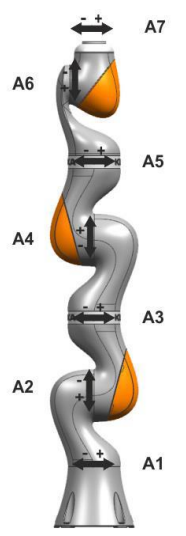 A7
- +
A6
-
+
A5
- +
A4
+
-
A3
- +
A2
+
-
A1
- +